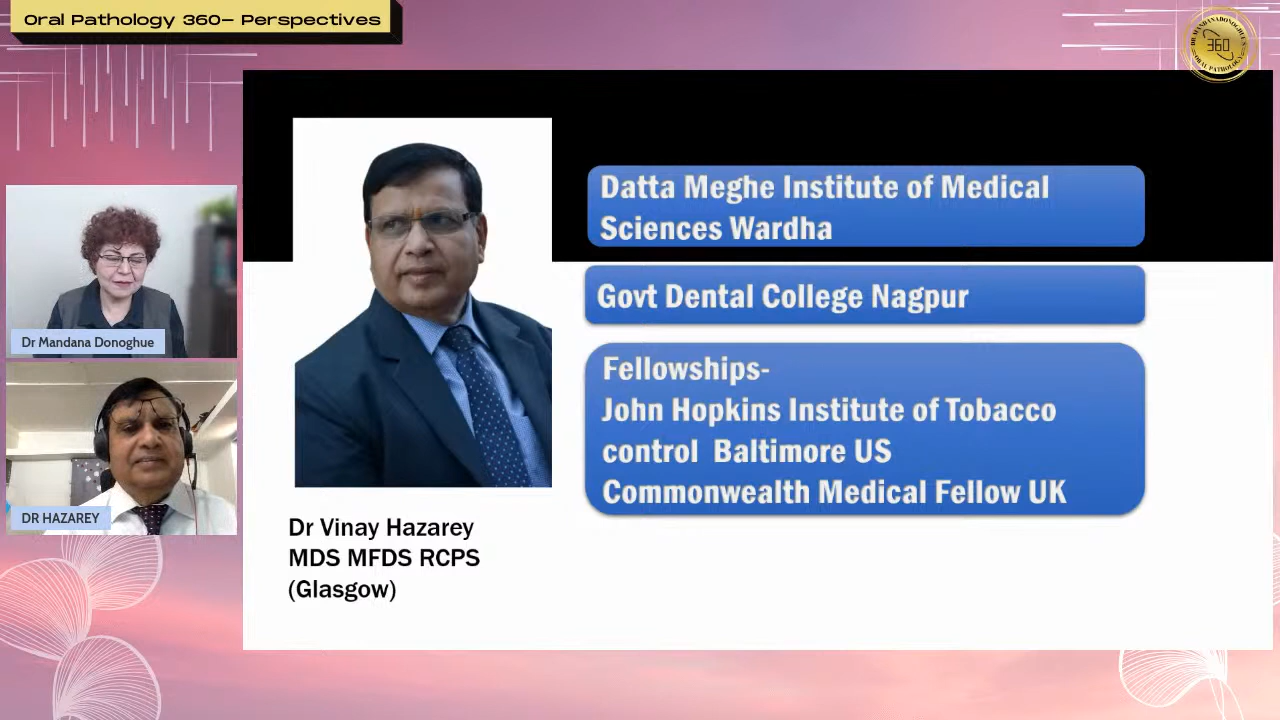 Oral Pathology 360– Perspectives
360
Datta Meghe Institute of Medical
Sciences Wardha
Govt Dental College Nagpur
Fellowships-
John Hopkins Institute of Tobacco
control Baltimore US
Commonwealth Medical Fellow UK
Dr Mandana Donoghue
DR HAZAREY
Dr Vinay Hazarey
MDS MFDS RCPS
(Glasgow)